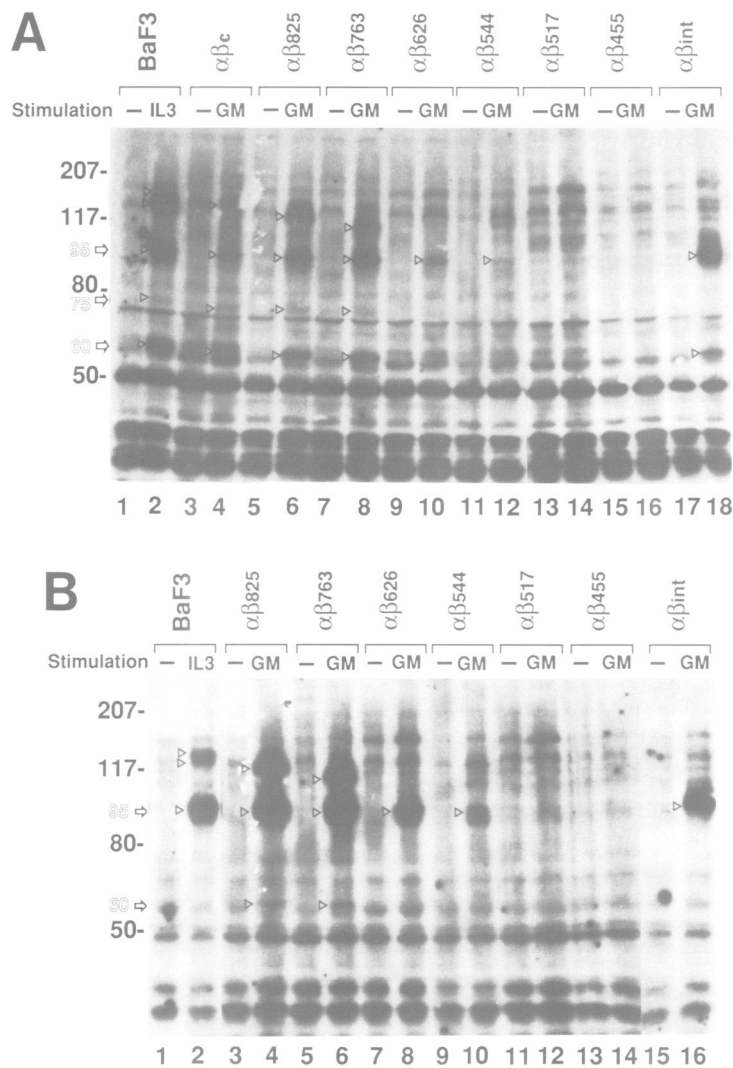 A
BaF3 αβc αβ825 αβ763 αβ626 αβ544 αβ517 αβ455 αβint
Stimulation – IL3 – GM – GM – GM – GM – GM – GM – GM – GM
207-
117-
95
80-
75
60
50-
1 2 3 4 5 6 7 8 9 10 11 12 13 14 15 16 17 18
B
BaF3 αβ825 αβ763 αβ626 αβ544 αβ517 αβ455 αβint
Stimulation – IL3 – GM – GM – GM – GM – GM – GM – GM
207-
117-
95
80-
60
50-
1 2 3 4 5 6 7 8 9 10 11 12 13 14 15 16